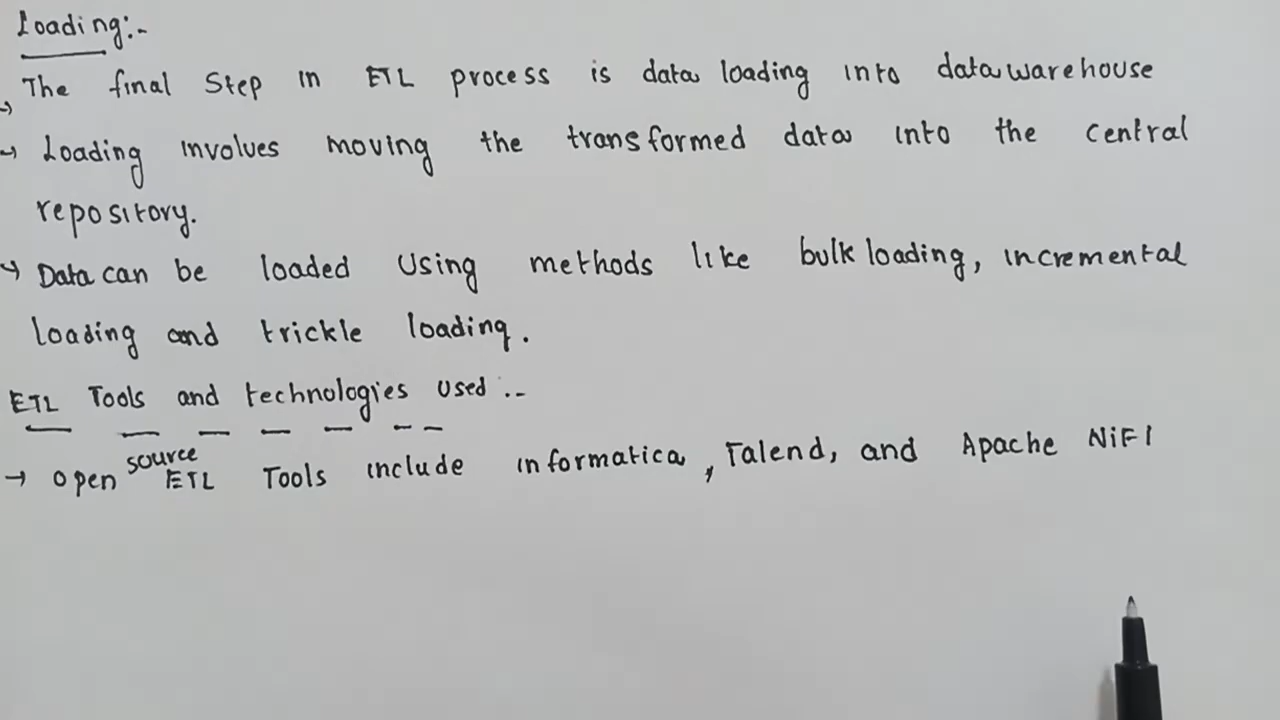 Loading:-
→ The final Step in ETL process is data loading into datawarehouse
→ Loading involves moving the transformed data into the central
repository.
→ Data can be loaded using methods like bulk loading, incremental
loading and trickle loading.
ETL Tools and technologies used :-
→ Open source ETL Tools include informatica, Talend, and Apache NiFI